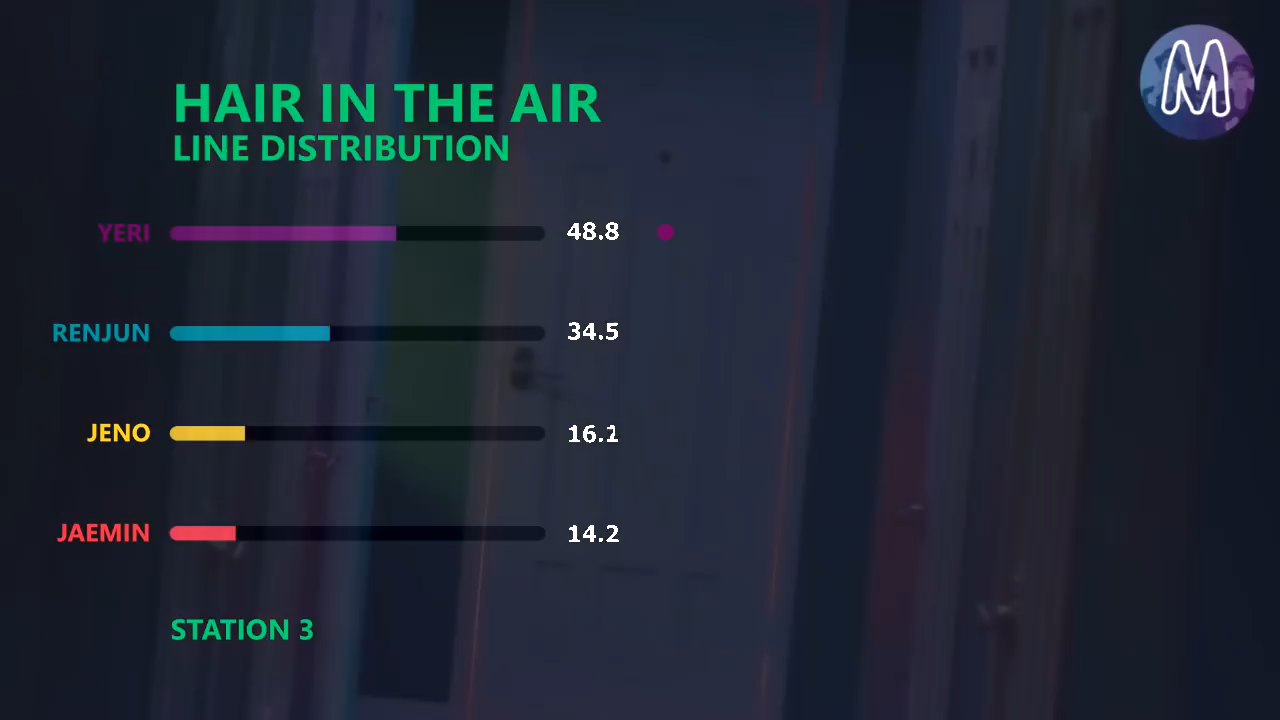 HAIR IN THE AIR
LINE DISTRIBUTION
YERI 48.8
RENJUN 34.5
JENO 16.2
JAEMIN 14.2
STATION 3
M